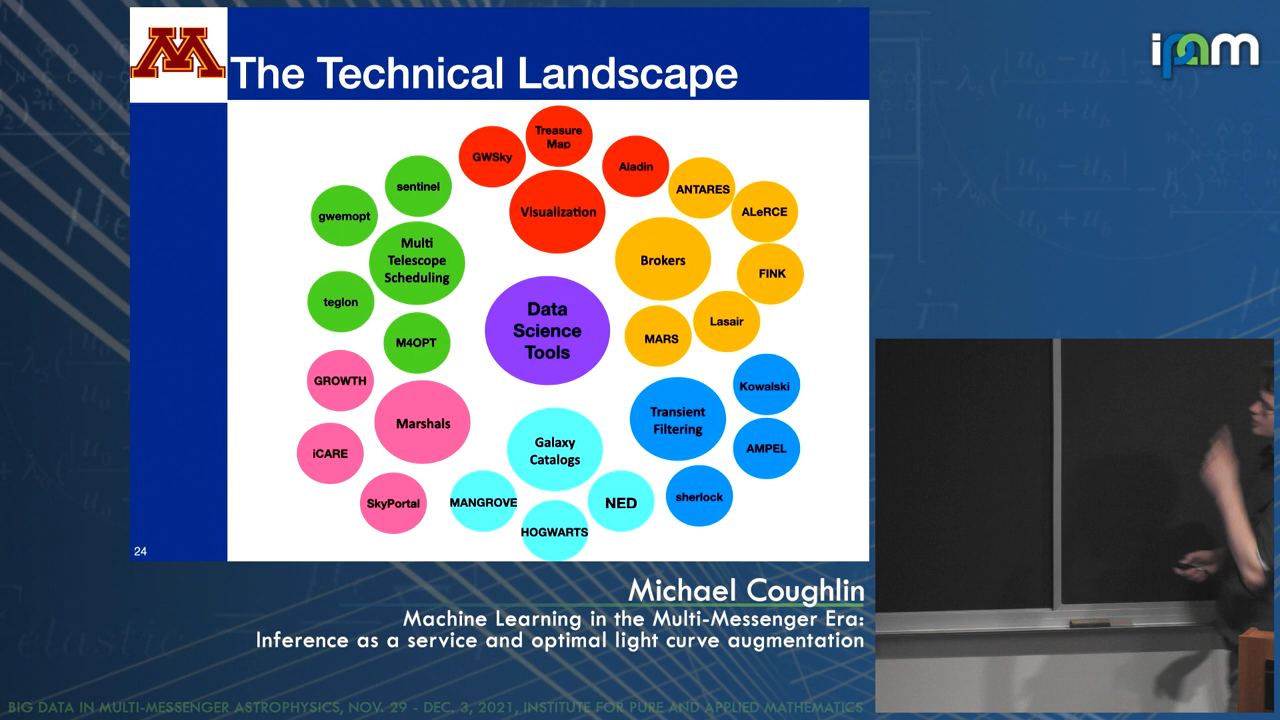 M
The Technical Landscape
ipam
Treasure
Map
GWSky
Aladin
Visualization
sentinel
gwemopt
Multi
Telescope
Scheduling
teglon
M4OPT
ANTARES
ALeRCE
Brokers
FINK
Lasair
MARS
Data
Science
Tools
GROWTH
Marshals
iCARE
SkyPortal
Galaxy
Catalogs
MANGROVE
HOGWARTS
NED
Transient
Filtering
Kowalski
AMPEL
sherlock
24
Michael Coughlin
Machine Learning in the Multi-Messenger Era:
Inference as a service and optimal light curve augmentation
BIG DATA IN MULTI-MESSENGER ASTROPHYSICS, NOV. 29 - DEC. 3, 2021, INSTITUTE FOR PURE AND APPLIED MATHEMATICS